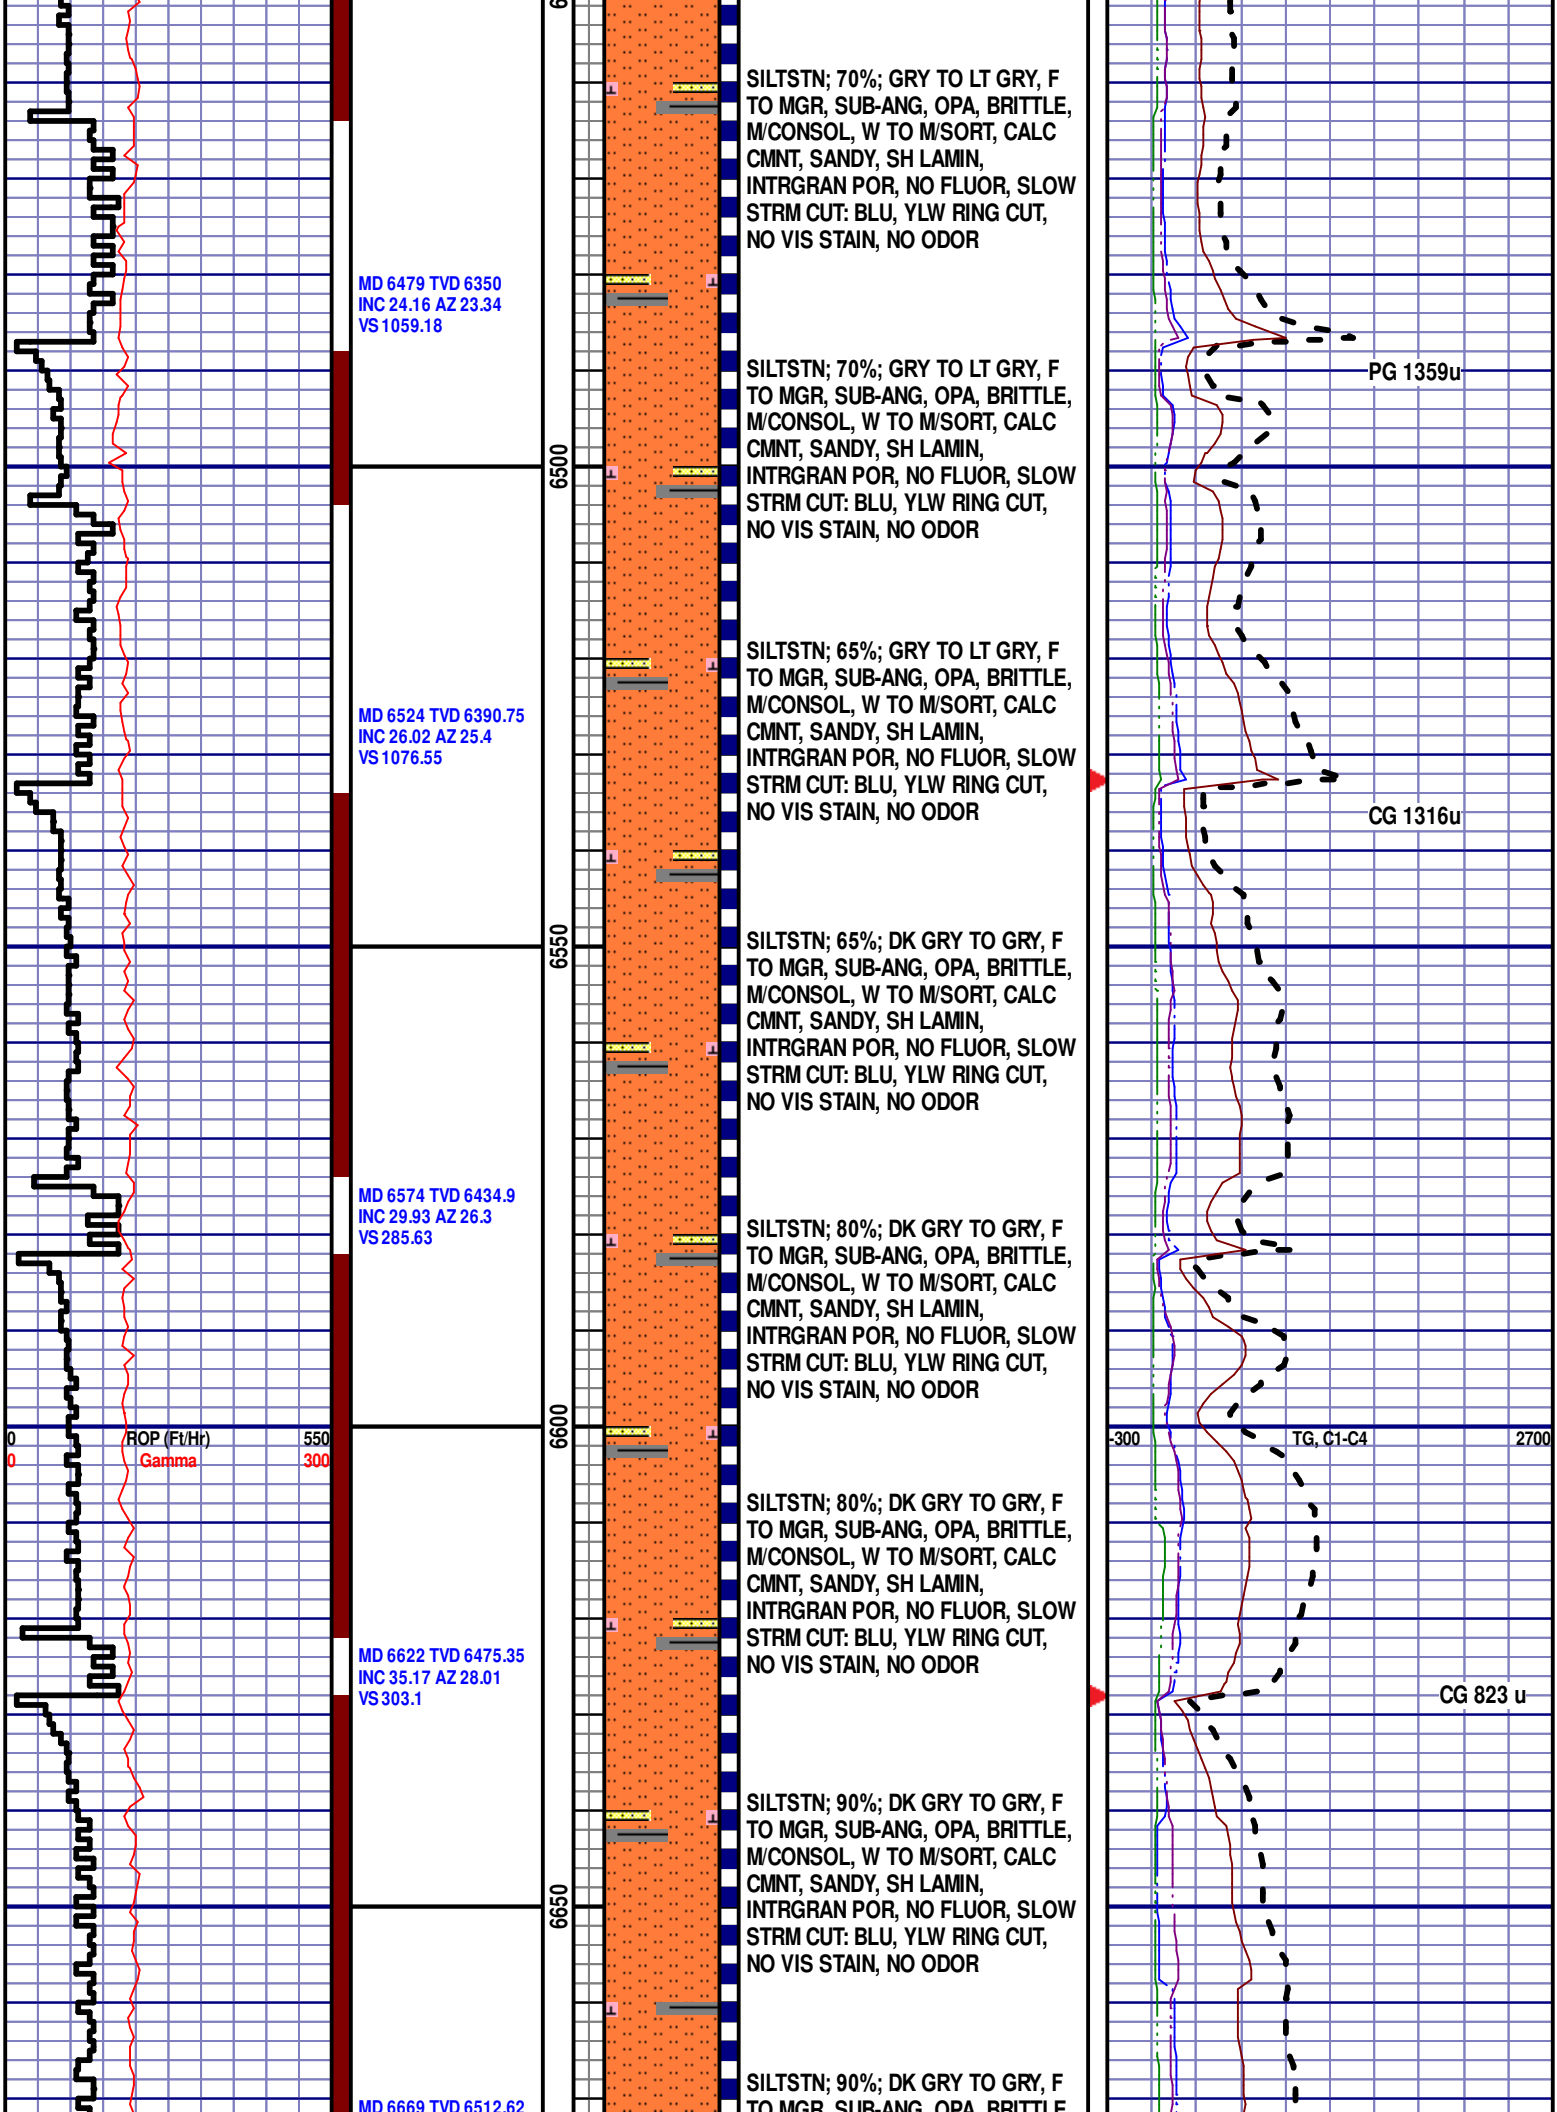 SILTSTN; 70%; GRY TO LT GRY, F
TO MGR, SUB-ANG, OPA, BRITTLE,
M/CONSOL, W TO M/SORT, CALC
CMNT, SANDY, SH LAMIN,
INTRGRAN POR, NO FLUOR, SLOW
STRM CUT: BLU, YLW RING CUT,
NO VIS STAIN, NO ODOR
MD 6479 TVD 6350
INC 24.16 AZ 23.34
VS 1059.18
PG 1359u
SILTSTN; 70%; GRY TO LT GRY, F
TO MGR, SUB-ANG, OPA, BRITTLE,
M/CONSOL, W TO M/SORT, CALC
CMNT, SANDY, SH LAMIN,
INTRGRAN POR, NO FLUOR, SLOW
STRM CUT: BLU, YLW RING CUT,
NO VIS STAIN, NO ODOR
6500
SILTSTN; 65%; GRY TO LT GRY, F
TO MGR, SUB-ANG, OPA, BRITTLE,
M/CONSOL, W TO M/SORT, CALC
CMNT, SANDY, SH LAMIN,
INTRGRAN POR, NO FLUOR, SLOW
STRM CUT: BLU, YLW RING CUT,
NO VIS STAIN, NO ODOR
MD 6524 TVD 6390.75
INC 26.02 AZ 25.4
VS 1076.55
CG 1316u
6550
SILTSTN; 65%; DK GRY TO GRY, F
TO MGR, SUB-ANG, OPA, BRITTLE,
M/CONSOL, W TO M/SORT, CALC
CMNT, SANDY, SH LAMIN,
INTRGRAN POR, NO FLUOR, SLOW
STRM CUT: BLU, YLW RING CUT,
NO VIS STAIN, NO ODOR
MD 6574 TVD 6434.9
INC 29.93 AZ 26.3
VS 285.63
SILTSTN; 80%; DK GRY TO GRY, F
TO MGR, SUB-ANG, OPA, BRITTLE,
M/CONSOL, W TO M/SORT, CALC
CMNT, SANDY, SH LAMIN,
INTRGRAN POR, NO FLUOR, SLOW
STRM CUT: BLU, YLW RING CUT,
NO VIS STAIN, NO ODOR
6600
0 ROP (Ft/Hr) 550
0 Gamma 300
-300 TG, C1-C4 2700
SILTSTN; 80%; DK GRY TO GRY, F
TO MGR, SUB-ANG, OPA, BRITTLE,
M/CONSOL, W TO M/SORT, CALC
CMNT, SANDY, SH LAMIN,
INTRGRAN POR, NO FLUOR, SLOW
STRM CUT: BLU, YLW RING CUT,
NO VIS STAIN, NO ODOR
MD 6622 TVD 6475.35
INC 35.17 AZ 28.01
VS 303.1
CG 823 u
SILTSTN; 90%; DK GRY TO GRY, F
TO MGR, SUB-ANG, OPA, BRITTLE,
M/CONSOL, W TO M/SORT, CALC
CMNT, SANDY, SH LAMIN,
INTRGRAN POR, NO FLUOR, SLOW
STRM CUT: BLU, YLW RING CUT,
NO VIS STAIN, NO ODOR
6650
SILTSTN; 90%; DK GRY TO GRY, F
TO MGR, SUB-ANG, OPA, BRITTLE
MD 6669 TVD 6512.62